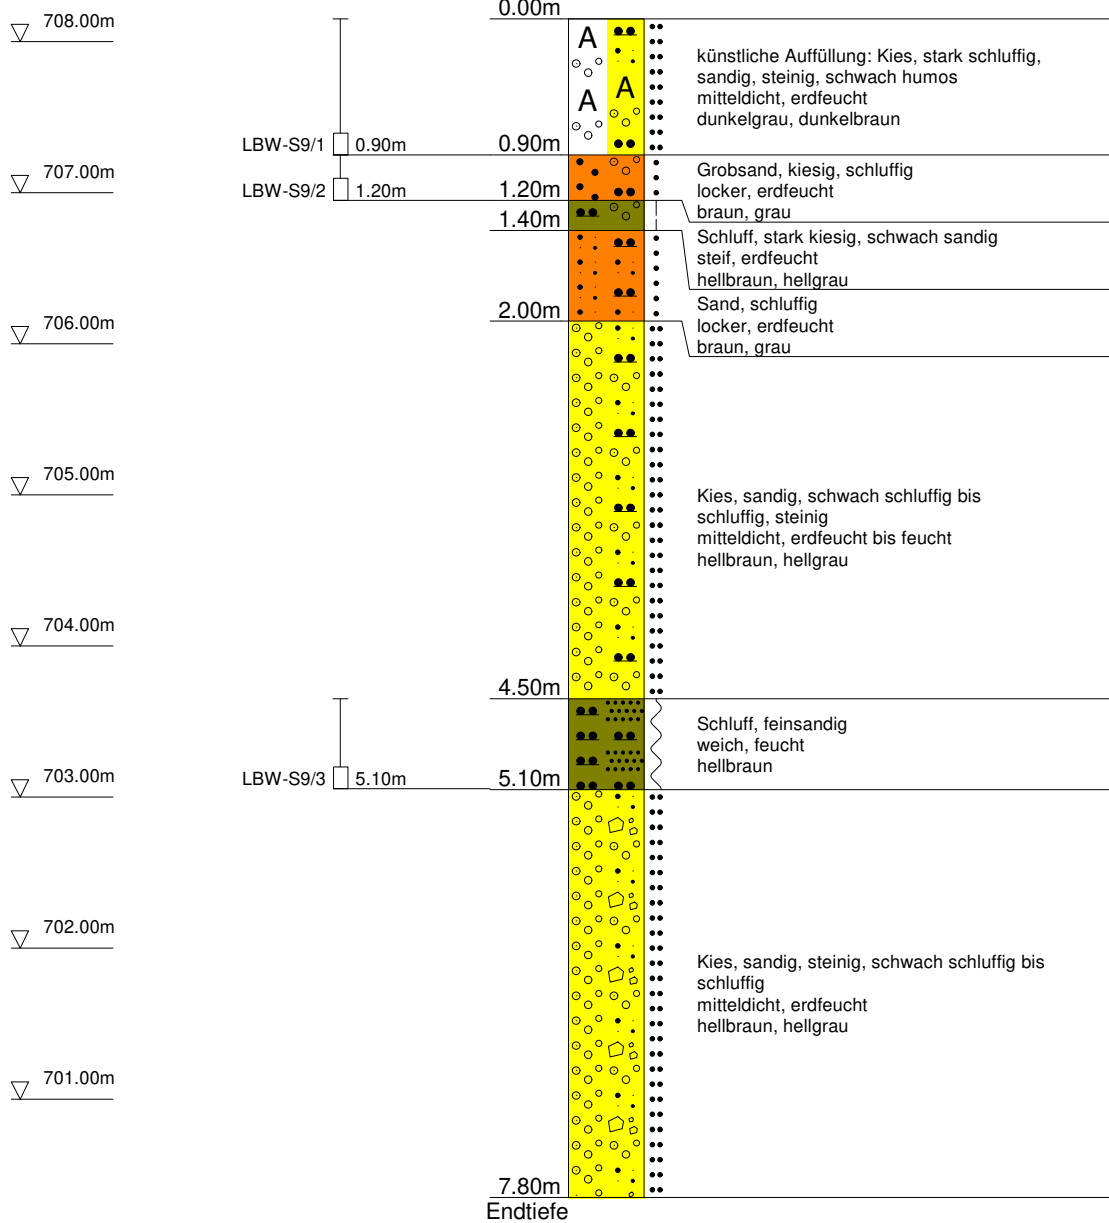 0.00m
708.00m
A
A
A
künstliche Auffüllung: Kies, stark schluffig,
sandig, steinig, schwach humos
mitteldicht, erdfeucht
dunkelgrau, dunkelbraun
LBW-S9/1 0.90m
0.90m
707.00m
LBW-S9/2 1.20m
1.20m
Grobsand, kiesig, schluffig
locker, erdfeucht
braun, grau
1.40m
Schluff, stark kiesig, schwach sandig
steif, erdfeucht
hellbraun, hellgrau
2.00m
Sand, schluffig
locker, erdfeucht
braun, grau
706.00m
705.00m
Kies, sandig, schwach schluffig bis
schluffig, steinig
mitteldicht, erdfeucht bis feucht
hellbraun, hellgrau
704.00m
4.50m
Schluff, feinsandig
weich, feucht
hellbraun
703.00m
LBW-S9/3 5.10m
5.10m
702.00m
Kies, sandig, steinig, schwach schluffig bis
schluffig
mitteldicht, erdfeucht
hellbraun, hellgrau
701.00m
7.80m
Endtiefe